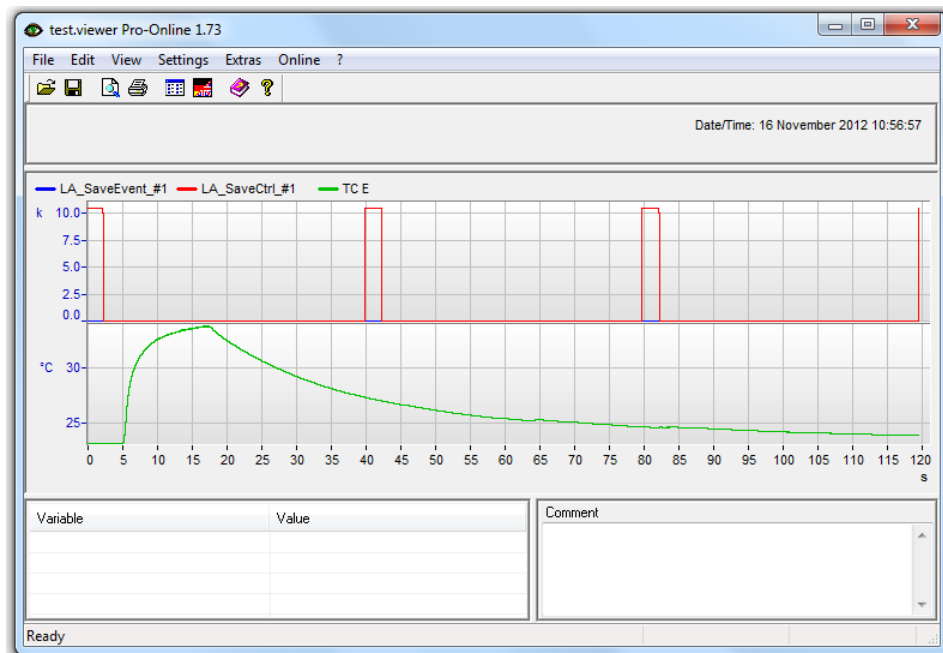 test.viewer Pro-Online 1.73
File Edit View Settings Extras Online ?
Date/Time: 16 November 2012 10:56:57
LA_SaveEvent_#1 LA_SaveCtrl_#1 TC E
k 10.0
7.5
5.0
2.5
0.0
°C 30
25
0 5 10 15 20 25 30 35 40 45 50 55 60 65 70 75 80 85 90 95 100 105 110 115 120
s
Variable Value
Comment
Ready